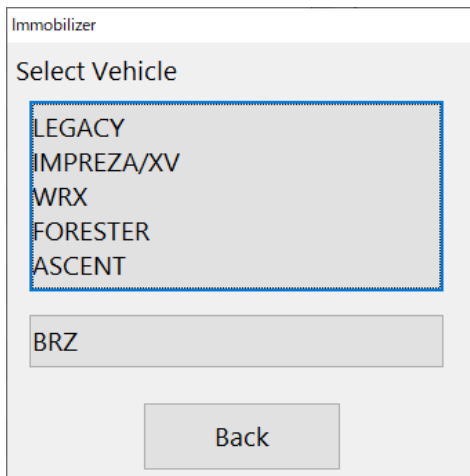 Immobilizer
Select Vehicle
LEGACY
IMPREZA/XV
WRX
FORESTER
ASCENT
BRZ
Back